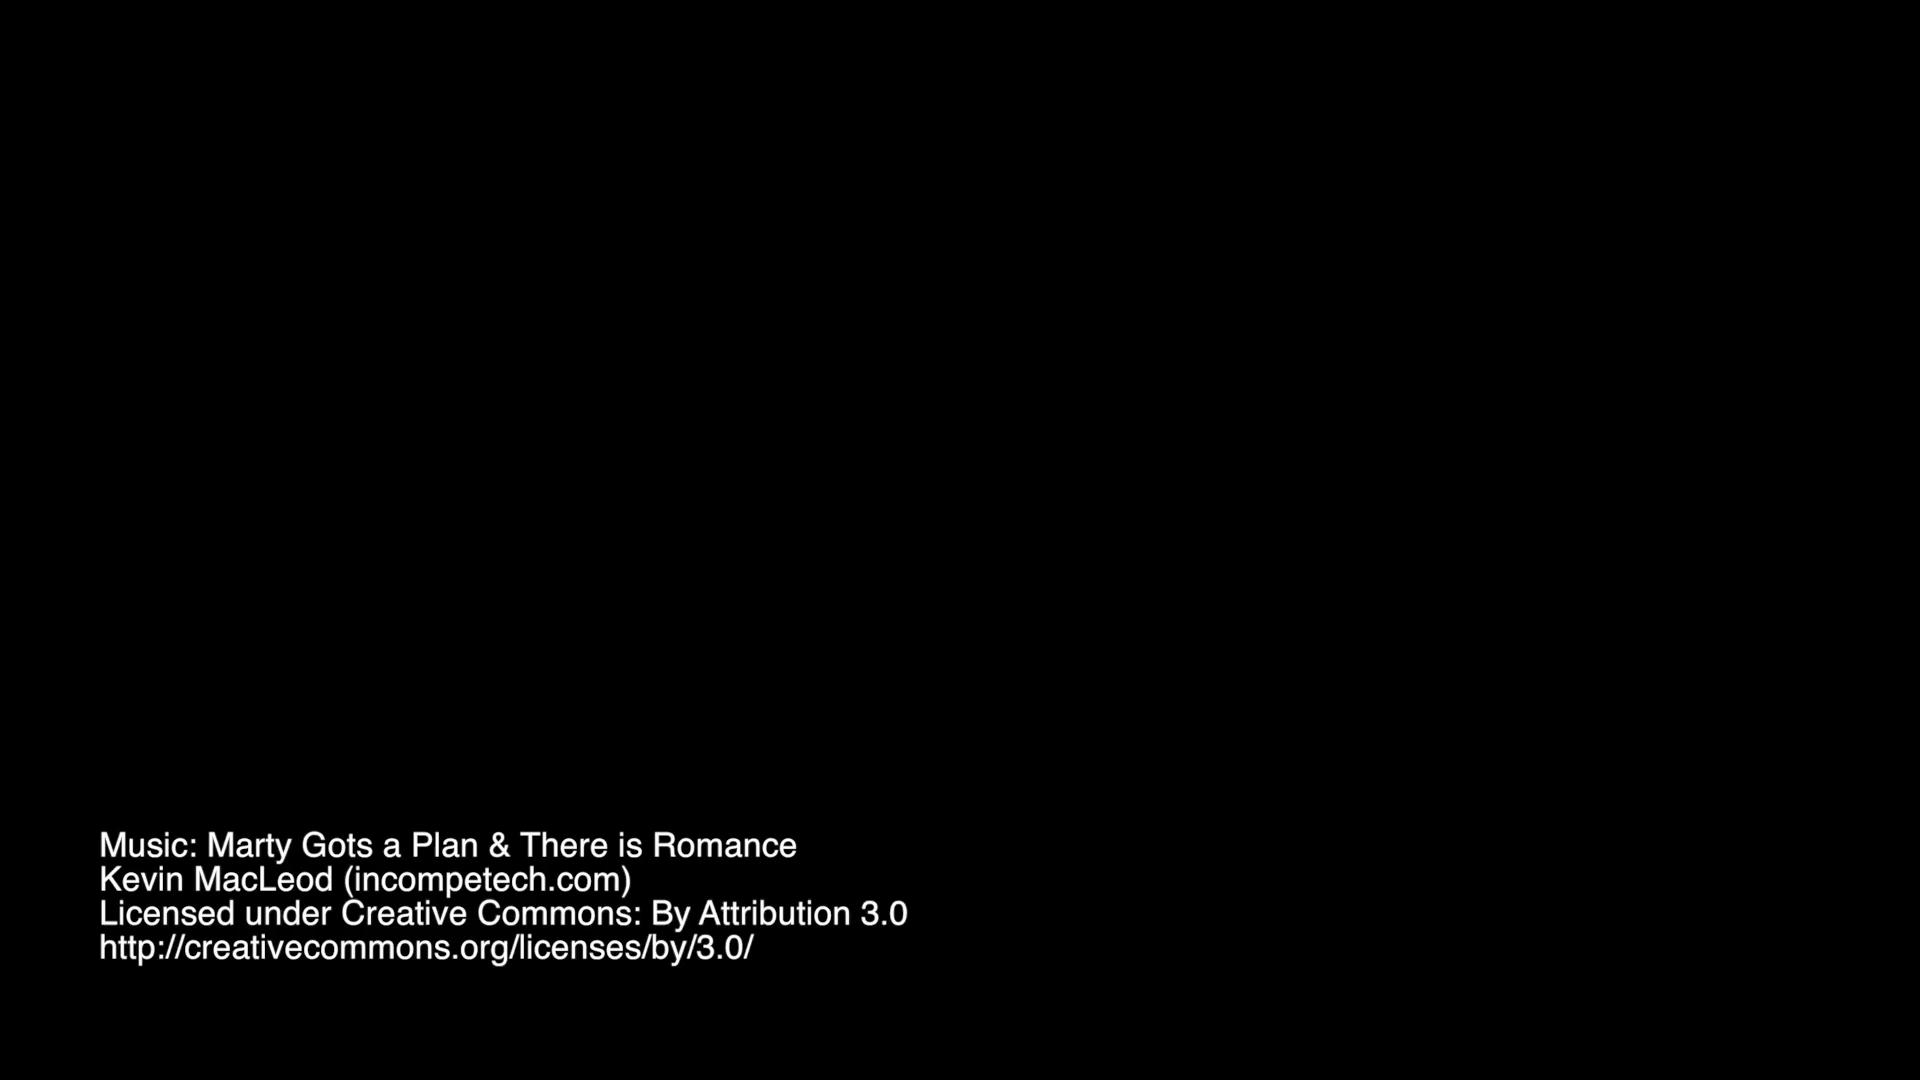 Music: Marty Gots a Plan & There is Romance
Kevin MacLeod (incompetech.com)
Licensed under Creative Commons: By Attribution 3.0
http://creativecommons.org/licenses/by/3.0/